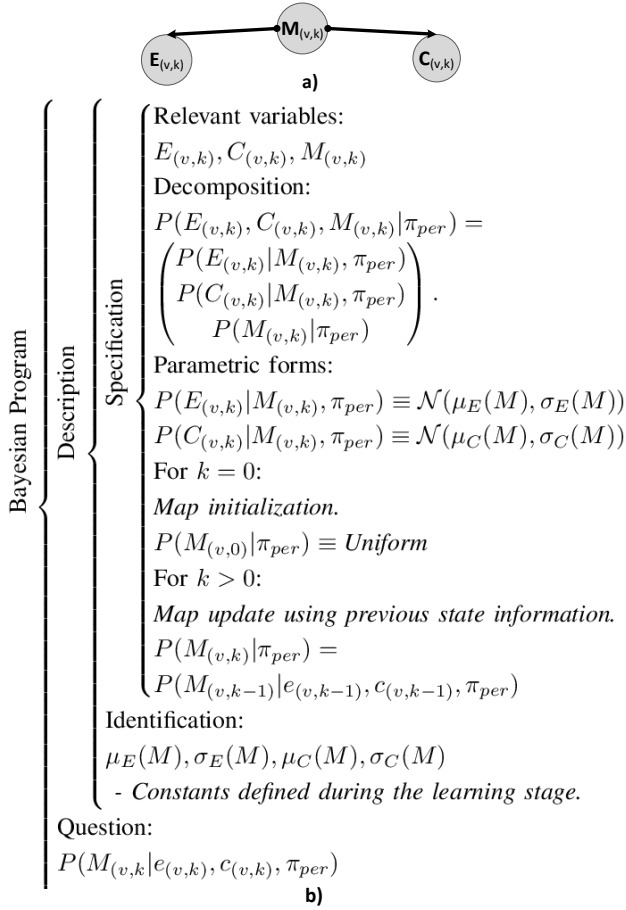 M(v,k)
E(v,k)
C(v,k)
a)
Bayesian Program
Description
Specification
Relevant variables:
E(v,k), C(v,k), M(v,k)
Decomposition:
P(E(v,k), C(v,k), M(v,k)|πper) =
(P(E(v,k)|M(v,k), πper)
P(C(v,k)|M(v,k), πper)
P(M(v,k)|πper)) .
Parametric forms:
P(E(v,k)|M(v,k), πper) ≡ N(μE(M), σE(M))
P(C(v,k)|M(v,k), πper) ≡ N(μC(M), σC(M))
For k = 0:
Map initialization.
P(M(v,0)|πper) ≡ Uniform
For k > 0:
Map update using previous state information.
P(M(v,k)|πper) =
P(M(v,k−1)|e(v,k−1), c(v,k−1), πper)
Identification:
μE(M), σE(M), μC(M), σC(M)
- Constants defined during the learning stage.
Question:
P(M(v,k|e(v,k), c(v,k), πper)
b)